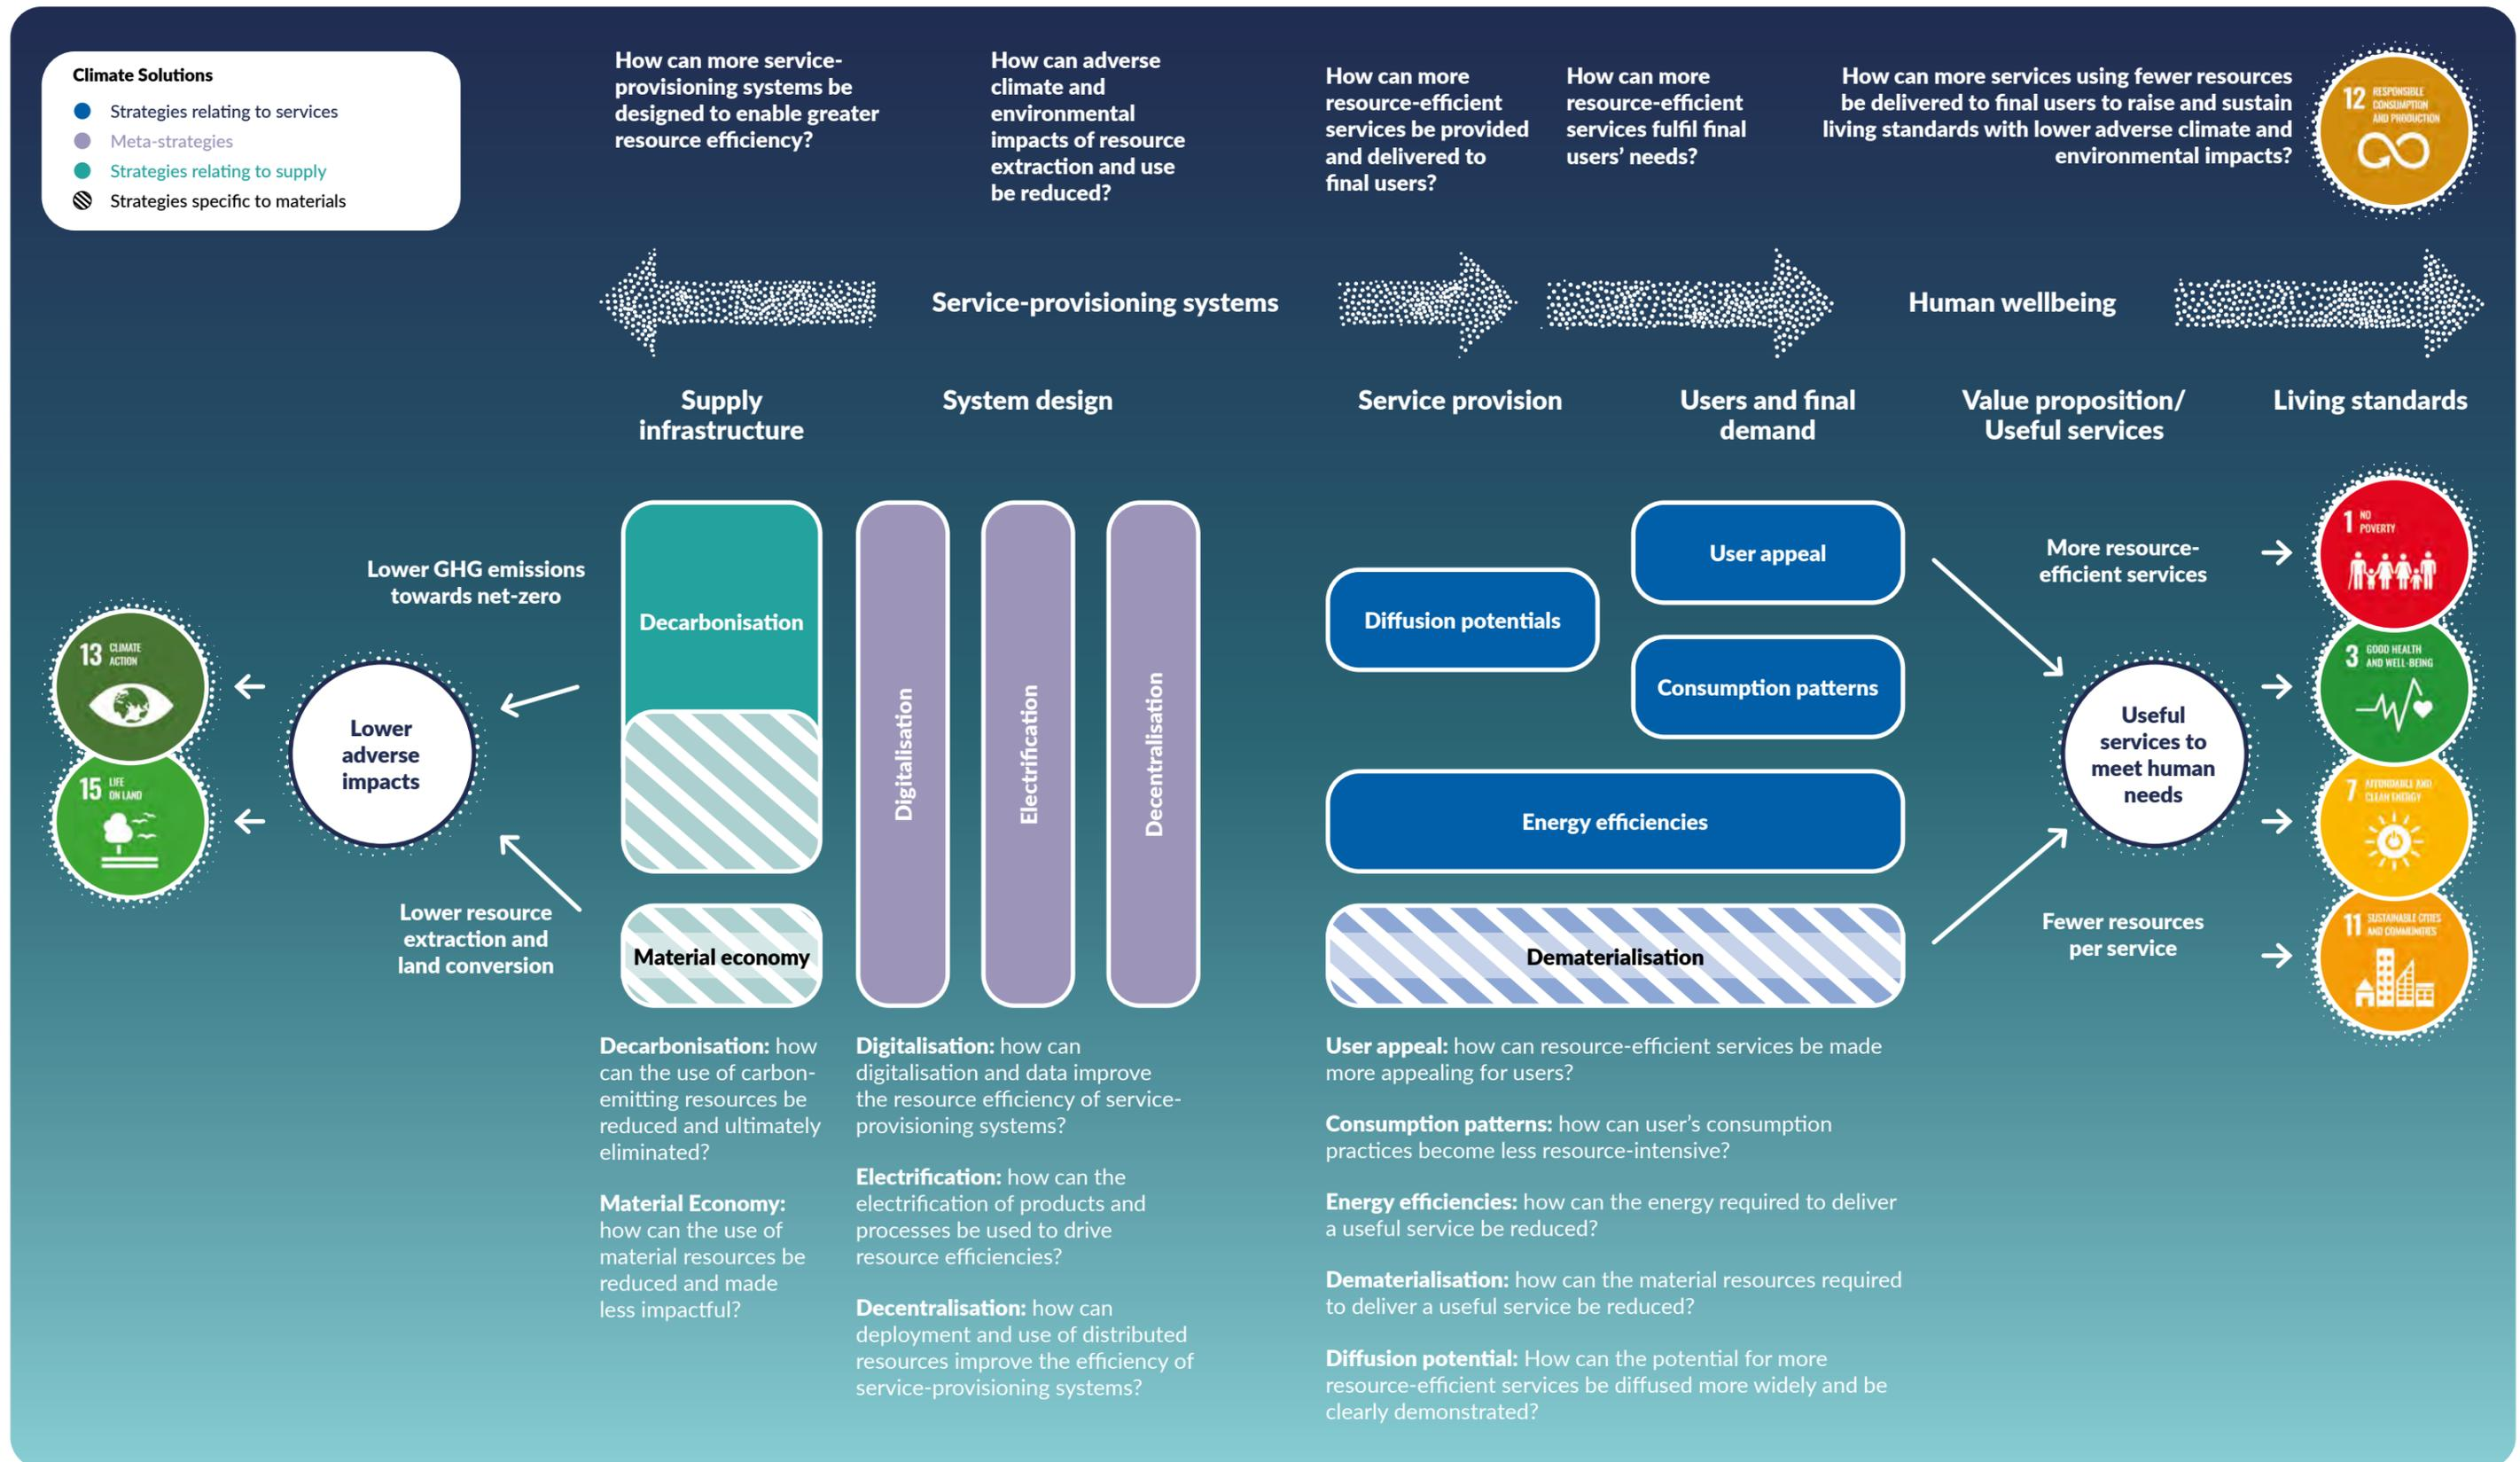 Climate Solutions
Strategies relating to services
Meta-strategies
Strategies relating to supply
Strategies specific to materials
How can more service-
provisioning systems be
designed to enable greater
resource efficiency?
How can adverse
climate and
environmental
impacts of resource
extraction and use
be reduced?
How can more
resource-efficient
services be provided
and delivered to
final users?
How can more
resource-efficient
services fulfil final
users' needs?
How can more services using fewer resources
be delivered to final users to raise and sustain
living standards with lower adverse climate and
environmental impacts?
12 RESPONSIBLE
CONSUMPTION
AND PRODUCTION
Service-provisioning systems
Human wellbeing
Supply
infrastructure
System design
Service provision
Users and final
demand
Value proposition/
Useful services
Living standards
13 CLIMATE
ACTION
15 LIFE
ON LAND
Lower
adverse
impacts
Lower GHG emissions
towards net-zero
Lower resource
extraction and
land conversion
Decarbonisation
Material economy
Digitalisation
Electrification
Decentralisation
Diffusion potentials
User appeal
Consumption patterns
Energy efficiencies
Dematerialisation
More resource-
efficient services
Useful
services to
meet human
needs
Fewer resources
per service
1 NO
POVERTY
3 GOOD HEALTH
AND WELL-BEING
7 AFFORDABLE AND
CLEAN ENERGY
11 SUSTAINABLE CITIES
AND COMMUNITIES
Decarbonisation: how
can the use of carbon-
emitting resources be
reduced and ultimately
eliminated?
Material Economy:
how can the use of
material resources be
reduced and made
less impactful?
Digitalisation: how can
digitalisation and data improve
the resource efficiency of service-
provisioning systems?
Electrification: how can the
electrification of products and
processes be used to drive
resource efficiencies?
Decentralisation: how can
deployment and use of distributed
resources improve the efficiency of
service-provisioning systems?
User appeal: how can resource-efficient services be made
more appealing for users?
Consumption patterns: how can user's consumption
practices become less resource-intensive?
Energy efficiencies: how can the energy required to deliver
a useful service be reduced?
Dematerialisation: how can the material resources required
to deliver a useful service be reduced?
Diffusion potential: How can the potential for more
resource-efficient services be diffused more widely and be
clearly demonstrated?